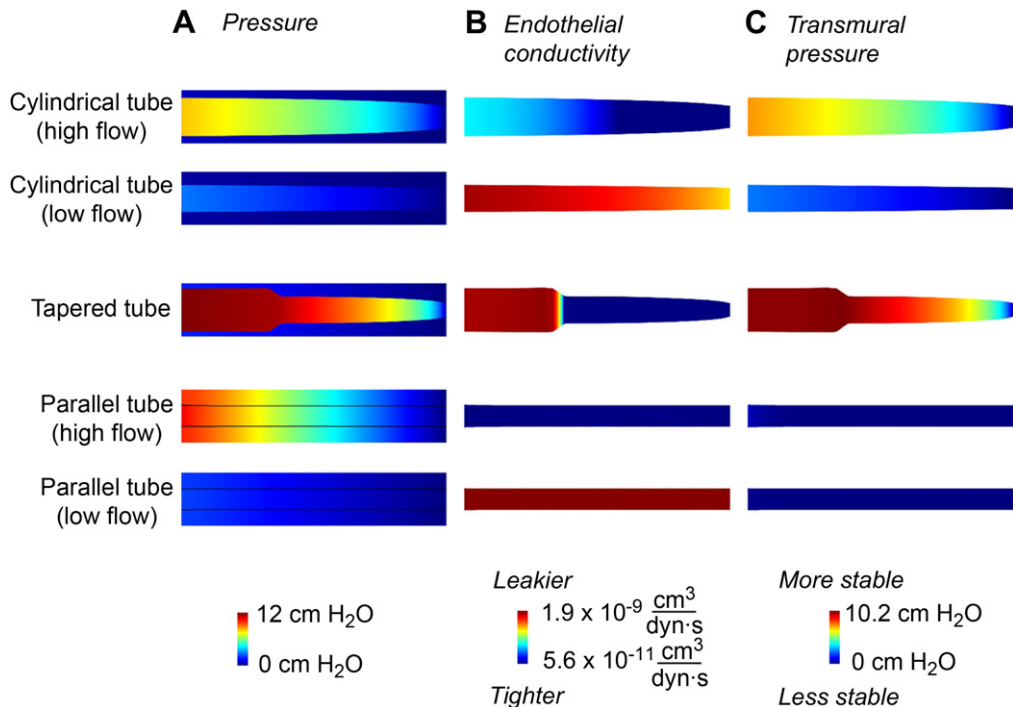 A Pressure
B Endothelial
conductivity
C Transmural
pressure
Cylindrical tube
(high flow)
Cylindrical tube
(low flow)
Tapered tube
Parallel tube
(high flow)
Parallel tube
(low flow)
12 cm H₂O
0 cm H₂O
Leakier
1.9 x 10⁻⁹ cm³/dyn·s
5.6 x 10⁻¹¹ cm³/dyn·s
Tighter
More stable
10.2 cm H₂O
0 cm H₂O
Less stable